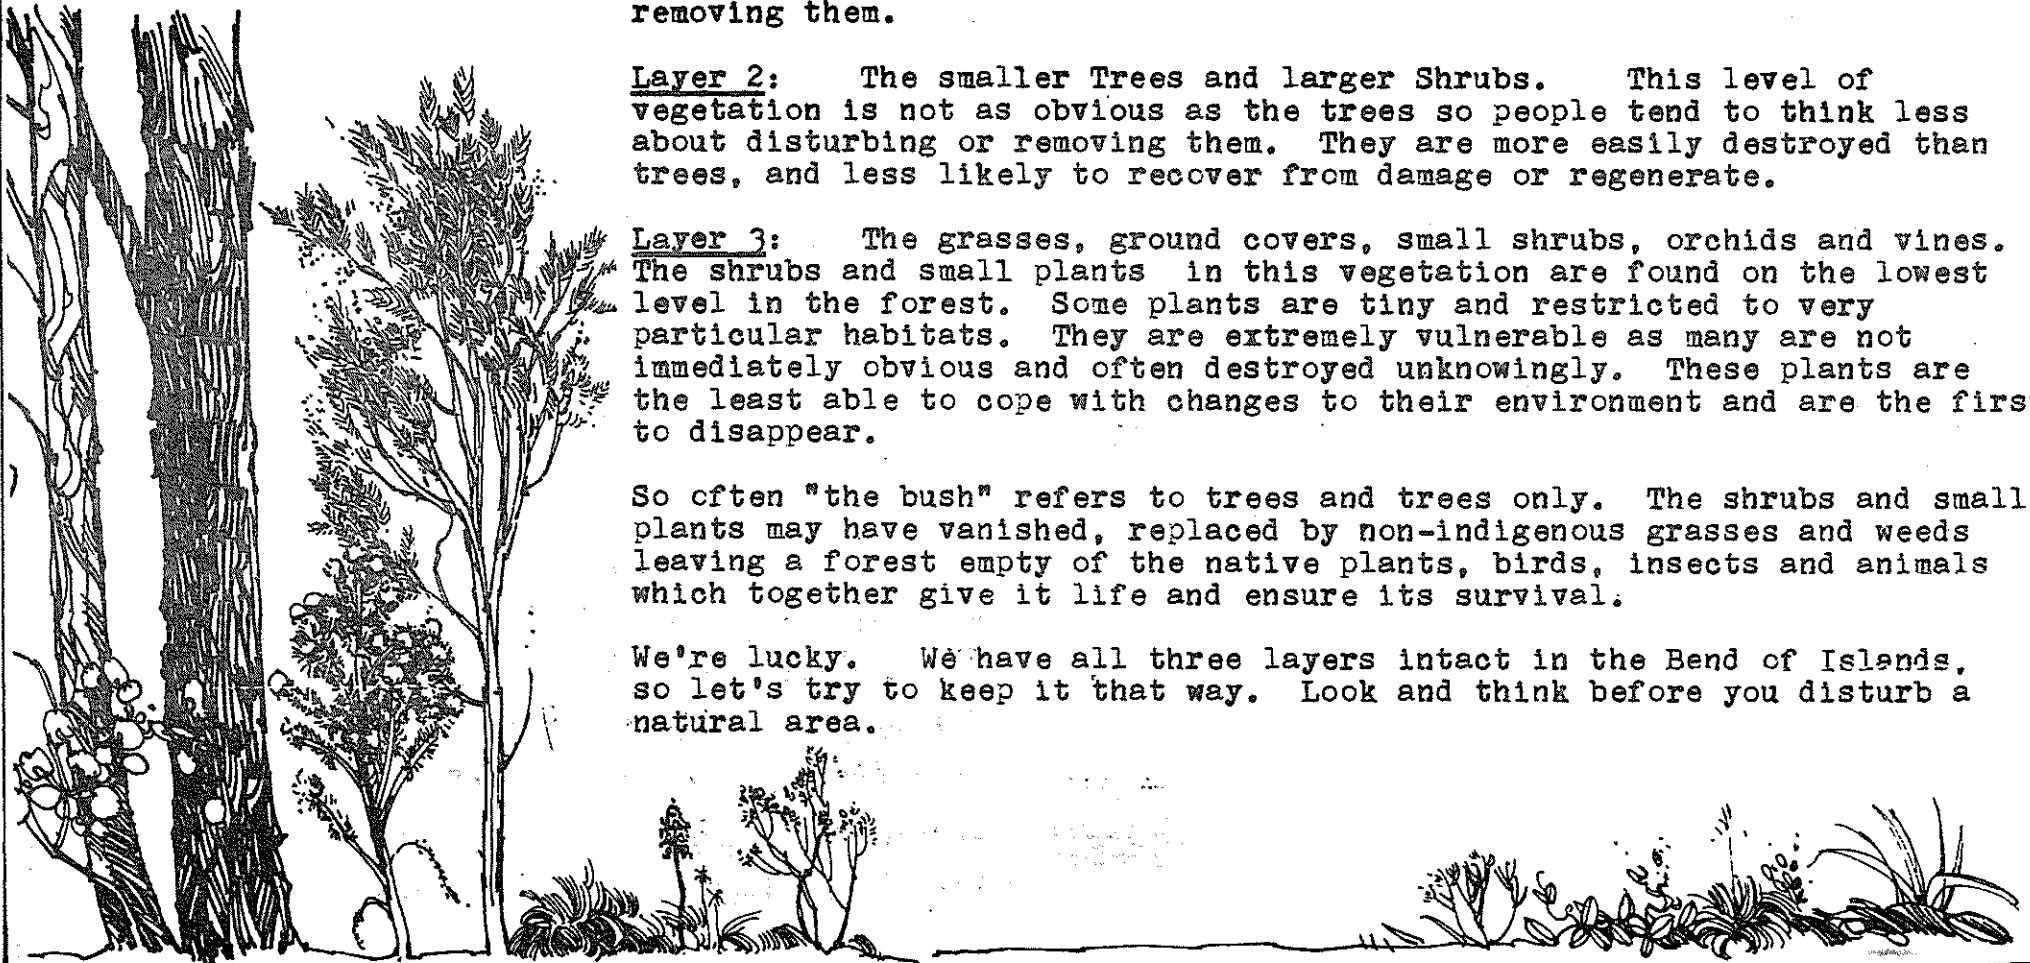 removing them.
Layer 2: The smaller Trees and larger Shrubs. This level of
vegetation is not as obvious as the trees so people tend to think less
about disturbing or removing them. They are more easily destroyed than
trees, and less likely to recover from damage or regenerate.
Layer 3: The grasses, ground covers, small shrubs, orchids and vines.
The shrubs and small plants in this vegetation are found on the lowest
level in the forest. Some plants are tiny and restricted to very
particular habitats. They are extremely vulnerable as many are not
immediately obvious and often destroyed unknowingly. These plants are
the least able to cope with changes to their environment and are the firs
to disappear.
So often "the bush" refers to trees and trees only. The shrubs and small
plants may have vanished, replaced by non-indigenous grasses and weeds
leaving a forest empty of the native plants, birds, insects and animals
which together give it life and ensure its survival.
We're lucky. We have all three layers intact in the Bend of Islands,
so let's try to keep it that way. Look and think before you disturb a
natural area.